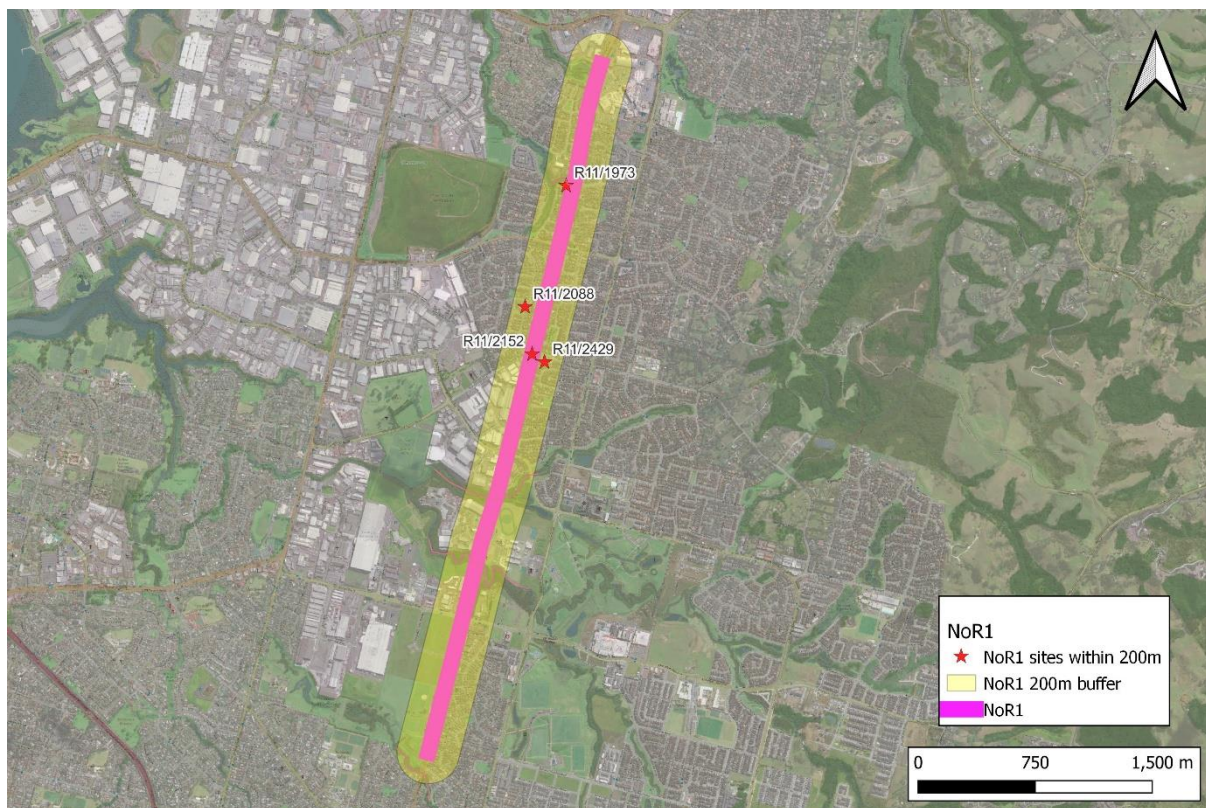 R11/1973
R11/2088
R11/2152
R11/2429
NoR1
NoR1 sites within 200m
NoR1 200m buffer
NoR1
0 750 1,500 m